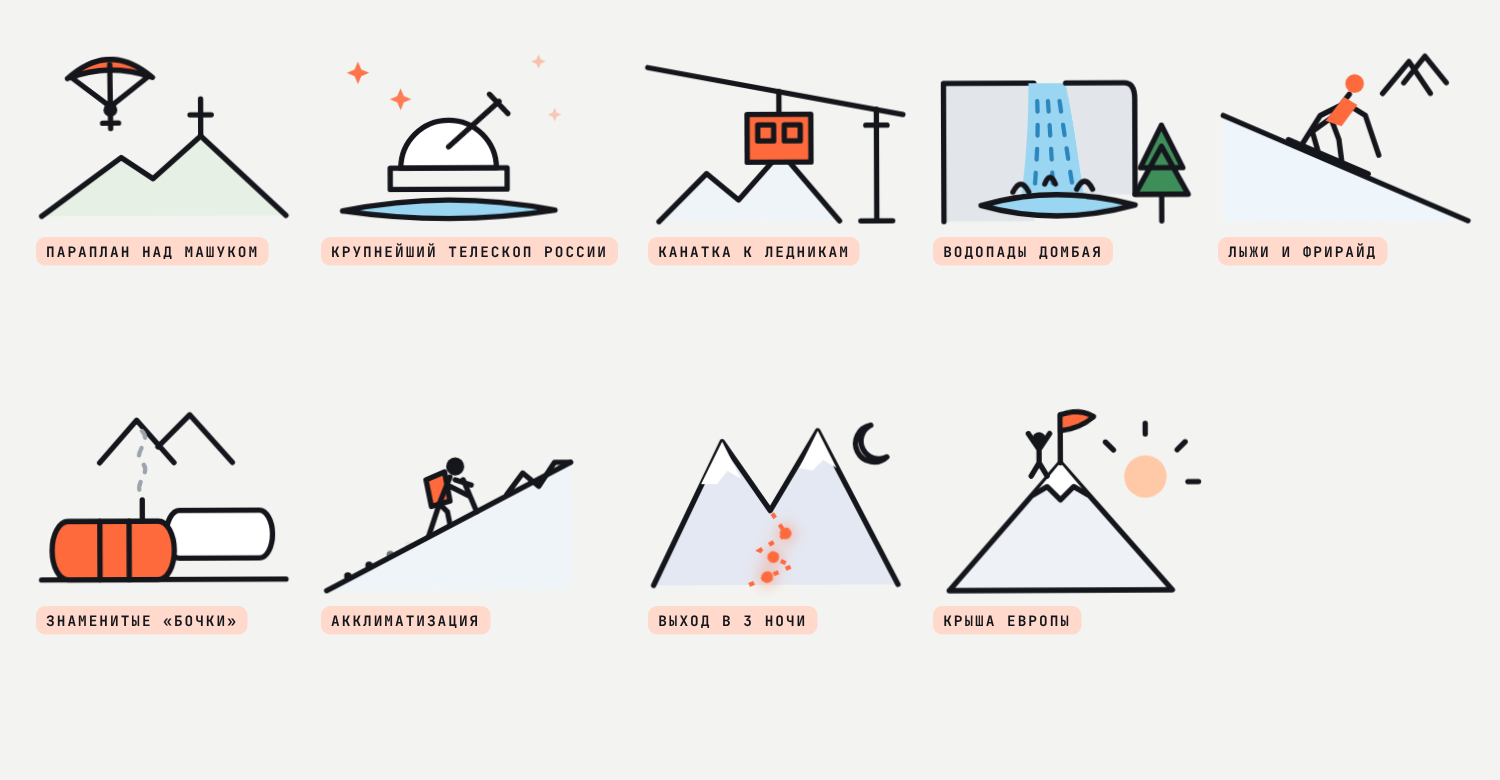 ПАРАПЛАН НАД МАШУКОМ
КРУПНЕЙШИЙ ТЕЛЕСКОП РОССИИ
КАНАТКА К ЛЕДНИКАМ
ВОДОПАДЫ ДОМБАЯ
ЛЫЖИ И ФРИРАЙД
ЗНАМЕНИТЫЕ «БОЧКИ»
АККЛИМАТИЗАЦИЯ
ВЫХОД В 3 НОЧИ
КРЫША ЕВРОПЫ